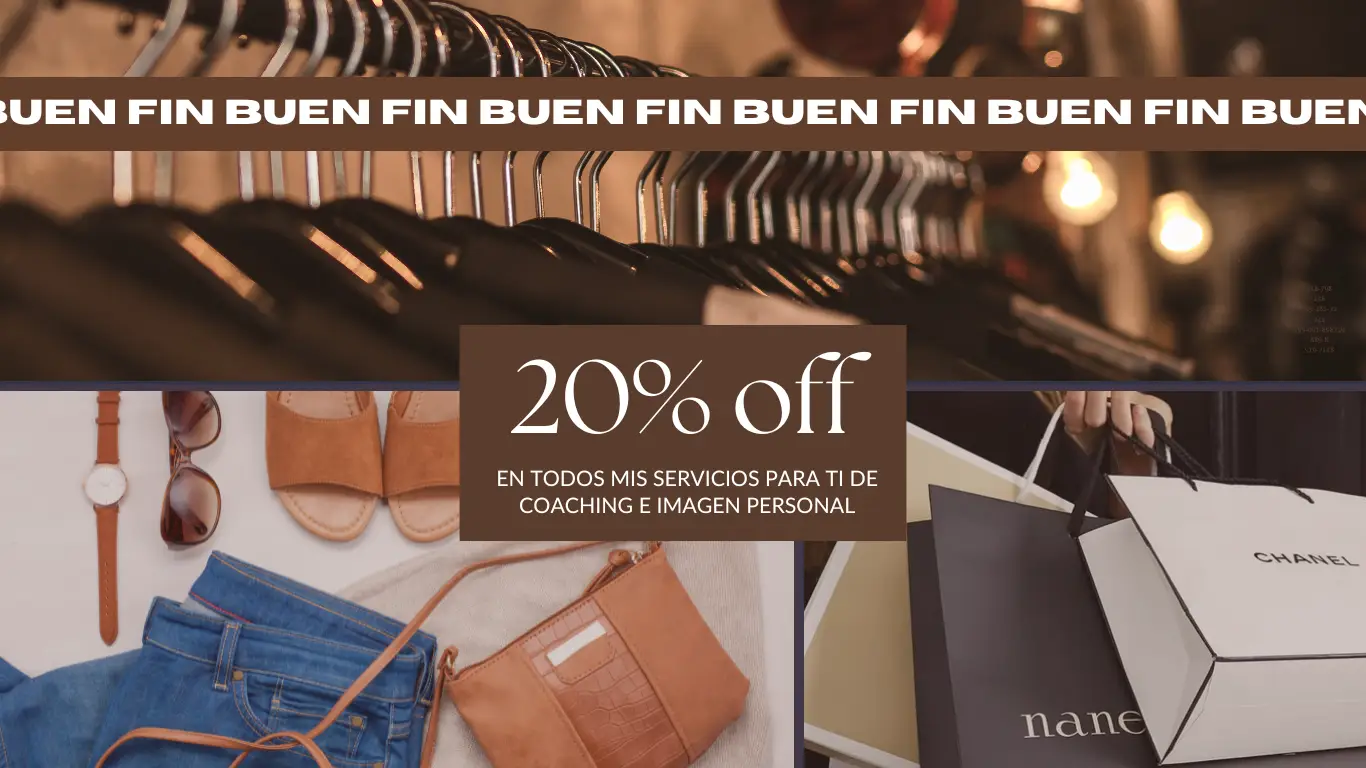 BUEN FIN BUEN FIN BUEN FIN BUEN FIN BUEN FIN BUEN
20% off
EN TODOS MIS SERVICIOS PARA TI DE
COACHING E IMAGEN PERSONAL
CHANEL